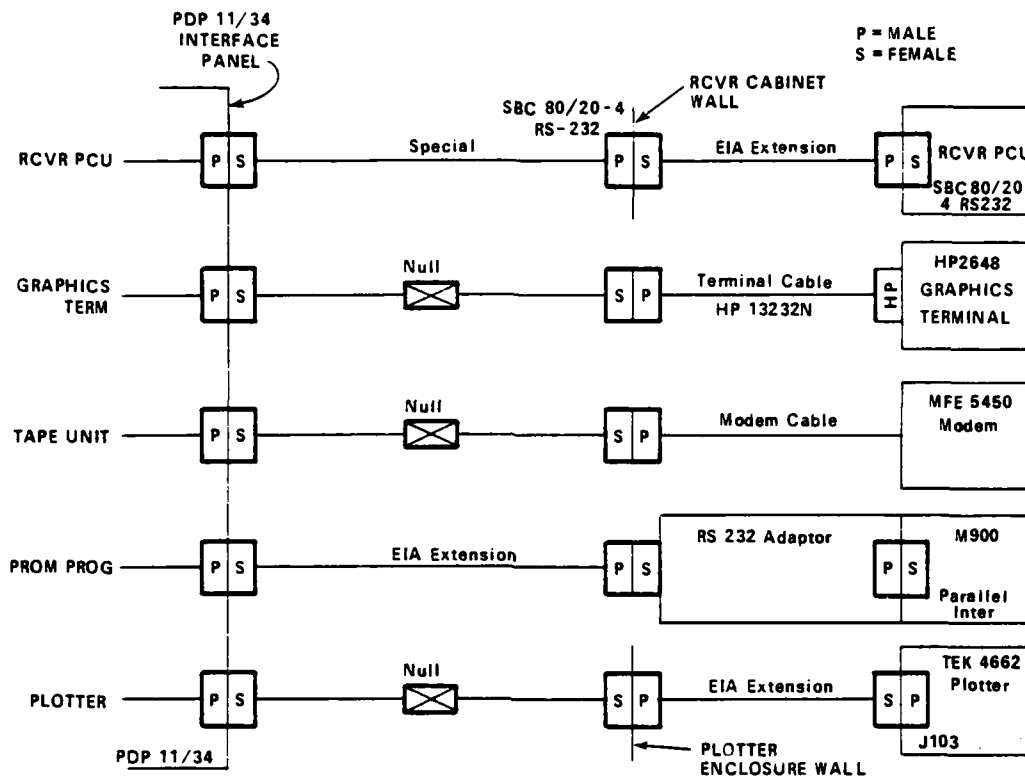 PDP 11/34
INTERFACE
PANEL
P = MALE
S = FEMALE
RCVR CABINET
WALL
SBC 80/20-4
RS-232
RCVR PCU
P S
Special
P S
EIA Extension
P S
RCVR PCU
SBC 80/20
4 RS232
GRAPHICS
TERM
P S
Null
S P
Terminal Cable
HP 13232N
HP
HP2648
GRAPHICS
TERMINAL
TAPE UNIT
P S
Null
S P
Modem Cable
MFE 5450
Modem
PROM PROG
P S
EIA Extension
P S
RS 232 Adaptor
P S
M900
Parallel
Inter
PLOTTER
P S
Null
S P
EIA Extension
S P
TEK 4662
Plotter
J103
PDP 11/34
PLOTTER
ENCLOSURE WALL